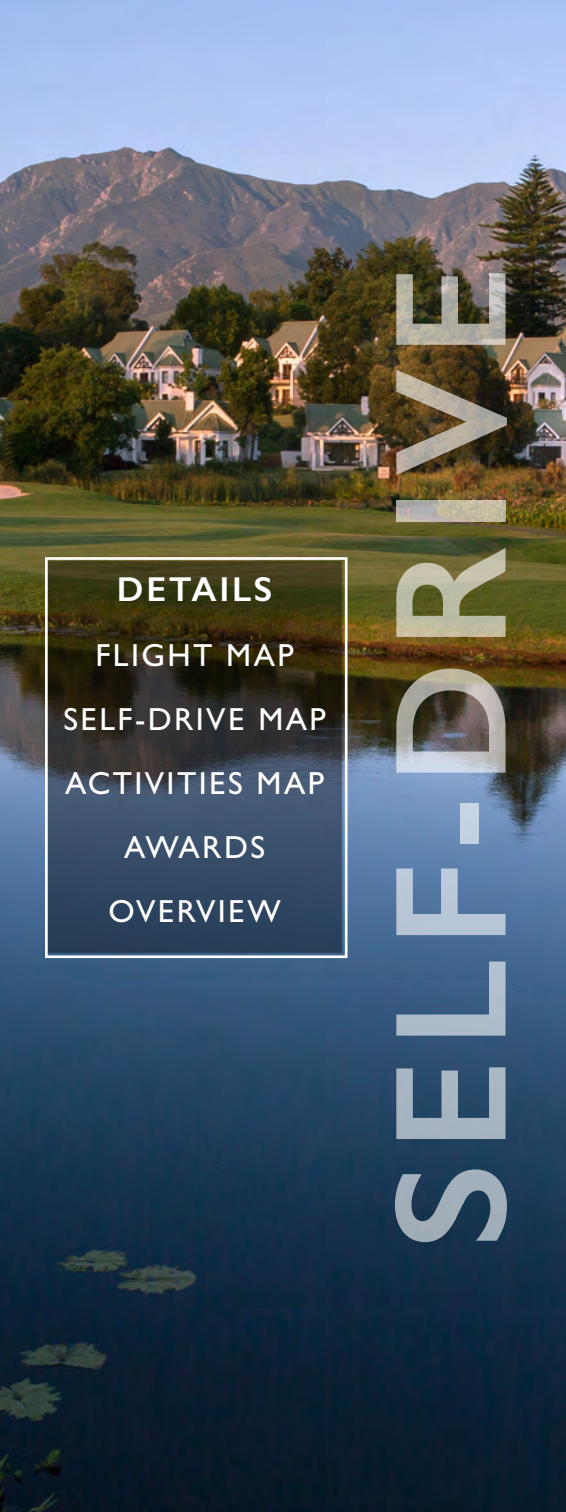 DETAILS
FLIGHT MAP
SELF-DRIVE MAP
ACTIVITIES MAP
AWARDS
OVERVIEW
SELF-DRIVE